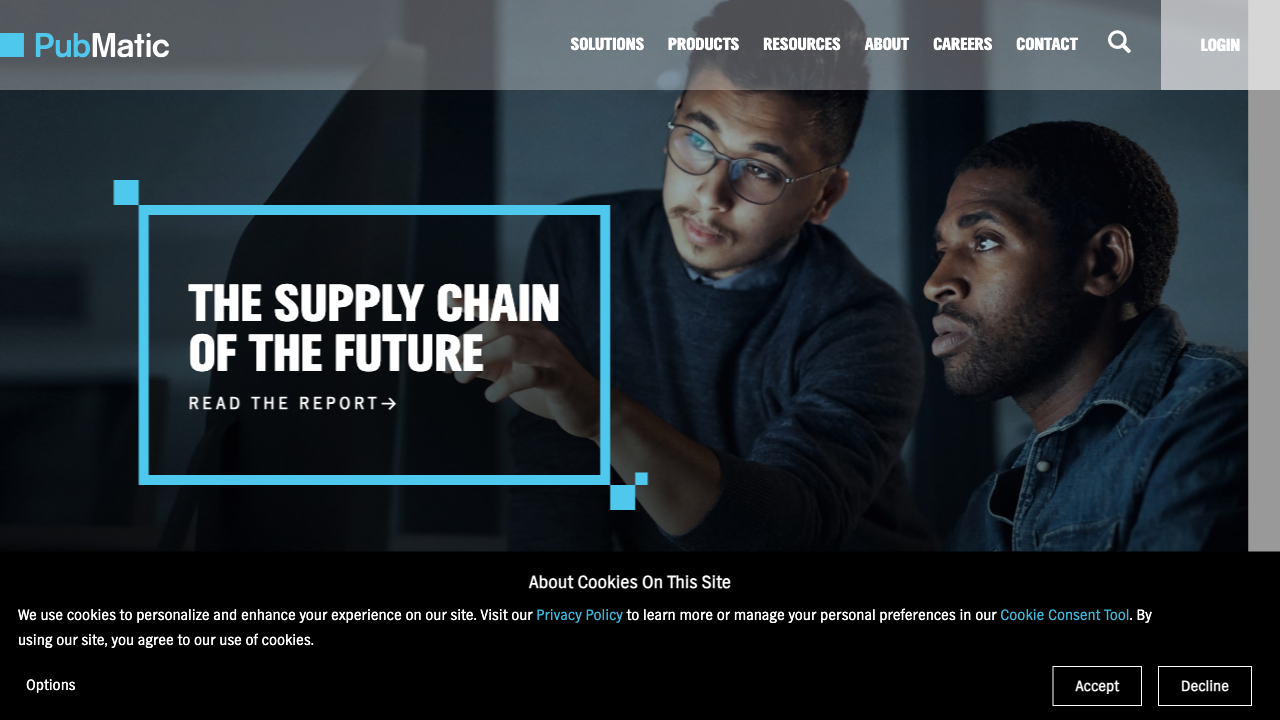 PubMatic
SOLUTIONS PRODUCTS RESOURCES ABOUT CAREERS CONTACT LOGIN
THE SUPPLY CHAIN
OF THE FUTURE
READ THE REPORT→
About Cookies On This Site
We use cookies to personalize and enhance your experience on our site. Visit our Privacy Policy to learn more or manage your personal preferences in our Cookie Consent Tool. By
using our site, you agree to our use of cookies.
Options
Accept Decline